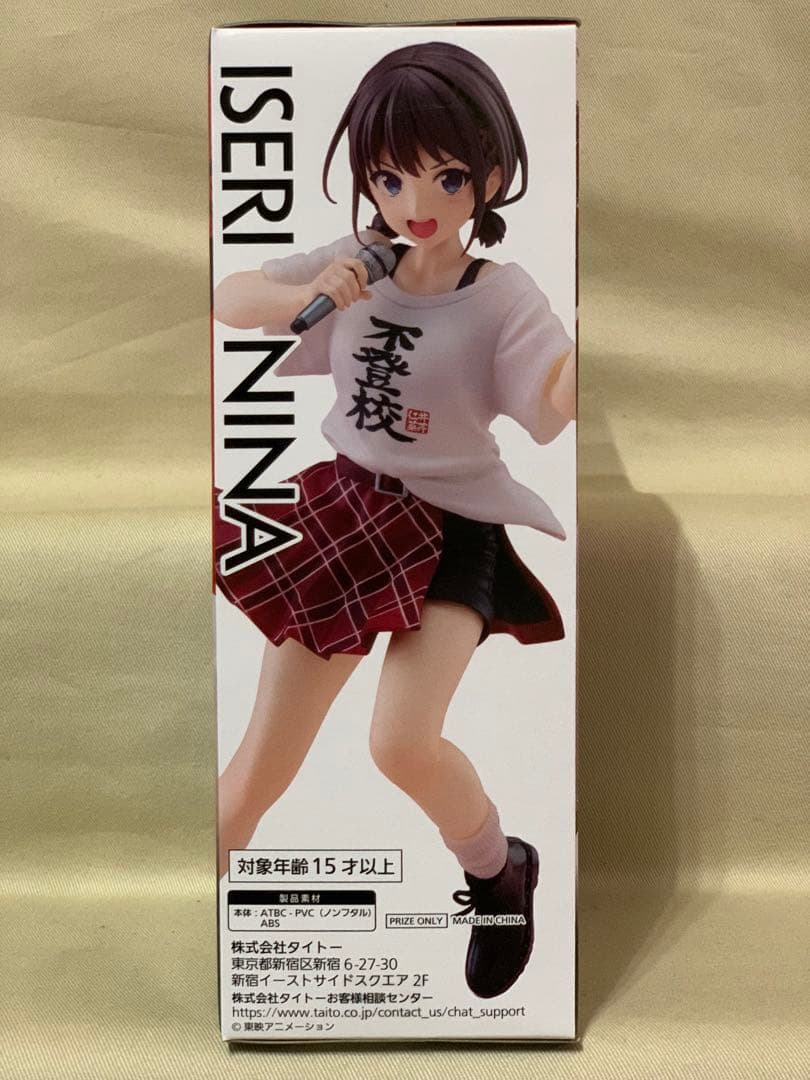 ISERI NINA
不登校
井芹
仁菜
対象年齢 15 才以上
製品素材
本体：ATBC - PVC（ノンフタル）
ABS
PRIZE ONLY
MADE IN CHINA
株式会社タイトー
東京都新宿区新宿 6-27-30
新宿イーストサイドスクエア 2F
株式会社タイトーお客様相談センター
https://www.taito.co.jp/contact_us/chat_support
© 東映アニメーション